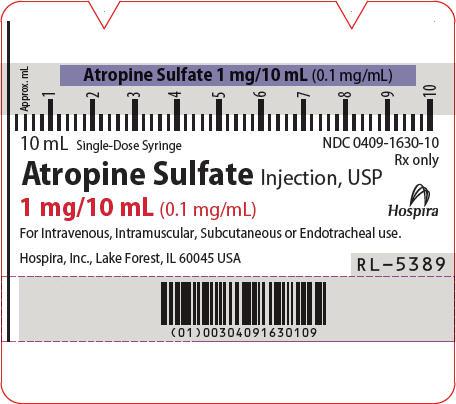 Atropine Sulfate 1 mg/10 mL (0.1 mg/mL)
Approx. mL 1 2 3 4 5 6 7 8 9 10
10 mL Single-Dose Syringe
NDC 0409-1630-10
Rx only
Atropine Sulfate Injection, USP
1 mg/10 mL (0.1 mg/mL)
Hospira
For Intravenous, Intramuscular, Subcutaneous or Endotracheal use.
Hospira, Inc., Lake Forest, IL 60045 USA
RL-5389
(01)00304091630109